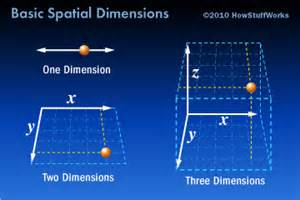 Basic Spatial Dimensions
©2010 HowStuffWorks
One Dimension
x
y
Two Dimensions
z
x
y
Three Dimensions